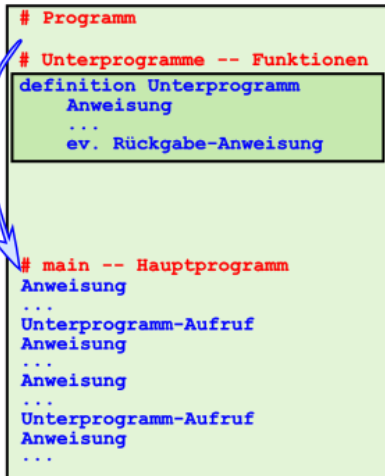 # Programm
# Unterprogramme -- Funktionen
definition Unterprogramm
Anweisung
...
ev. Rückgabe-Anweisung
# main -- Hauptprogramm
Anweisung
...
Unterprogramm-Aufruf
Anweisung
...
Anweisung
...
Unterprogramm-Aufruf
Anweisung
...